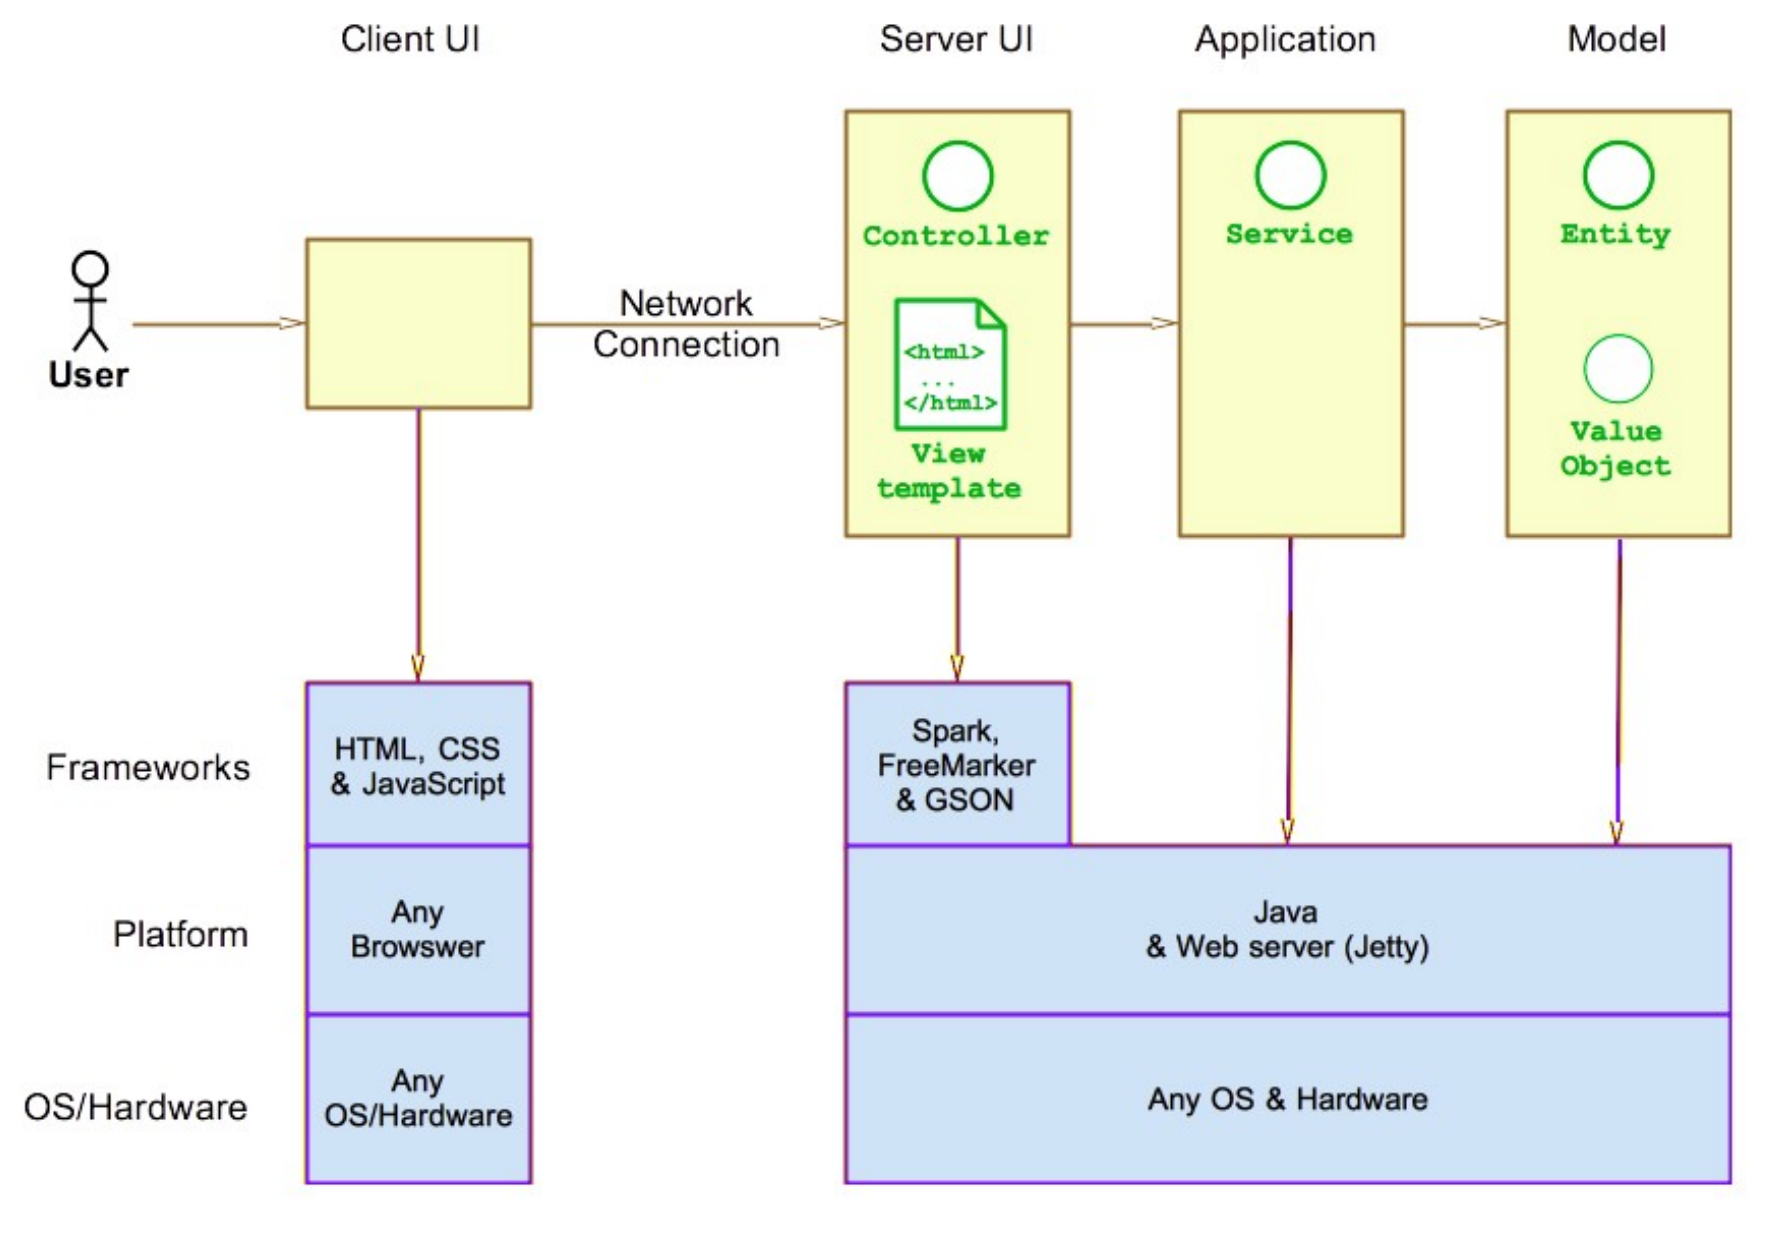 Client UI
Server UI
Application
Model
User
Network
Connection
Controller
<html>
...
</html>
View
template
Service
Entity
Value
Object
Frameworks
HTML, CSS
& JavaScript
Spark,
FreeMarker
& GSON
Platform
Any
Browswer
Java
& Web server (Jetty)
OS/Hardware
Any
OS/Hardware
Any OS & Hardware